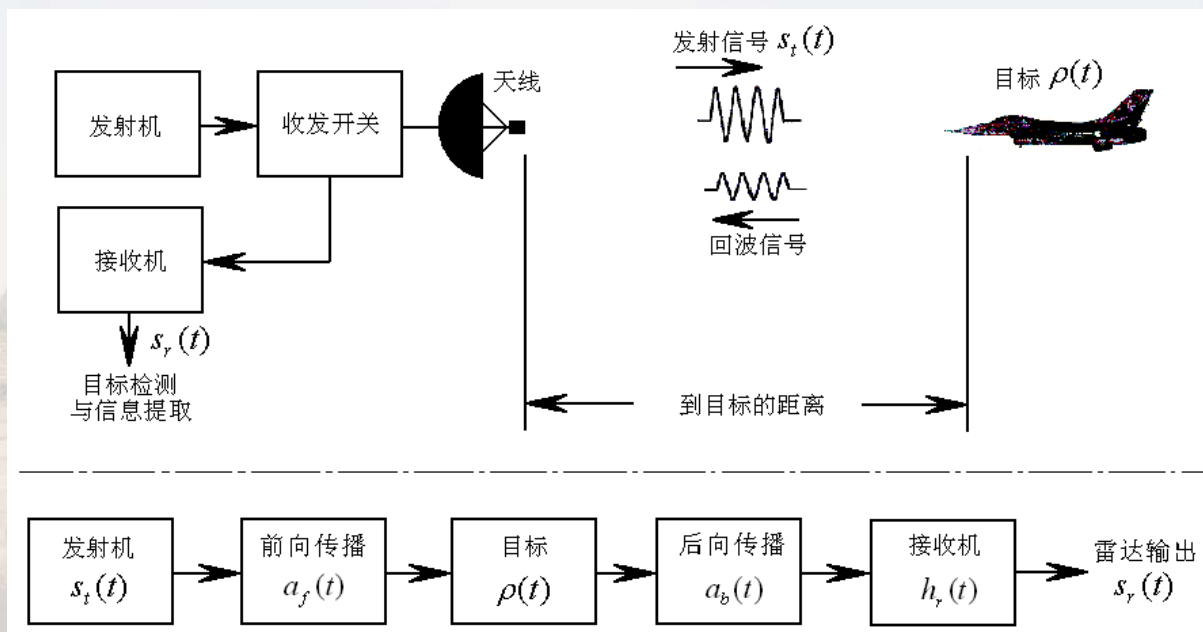 发射信号 s_t(t)
目标 ρ(t)
天线
发射机
收发开关
回波信号
接收机
s_r(t)
目标检测
与信息提取
到目标的距离
发射机
s_t(t)
前向传播
a_f(t)
目标
ρ(t)
后向传播
a_b(t)
接收机
h_r(t)
雷达输出
s_r(t)